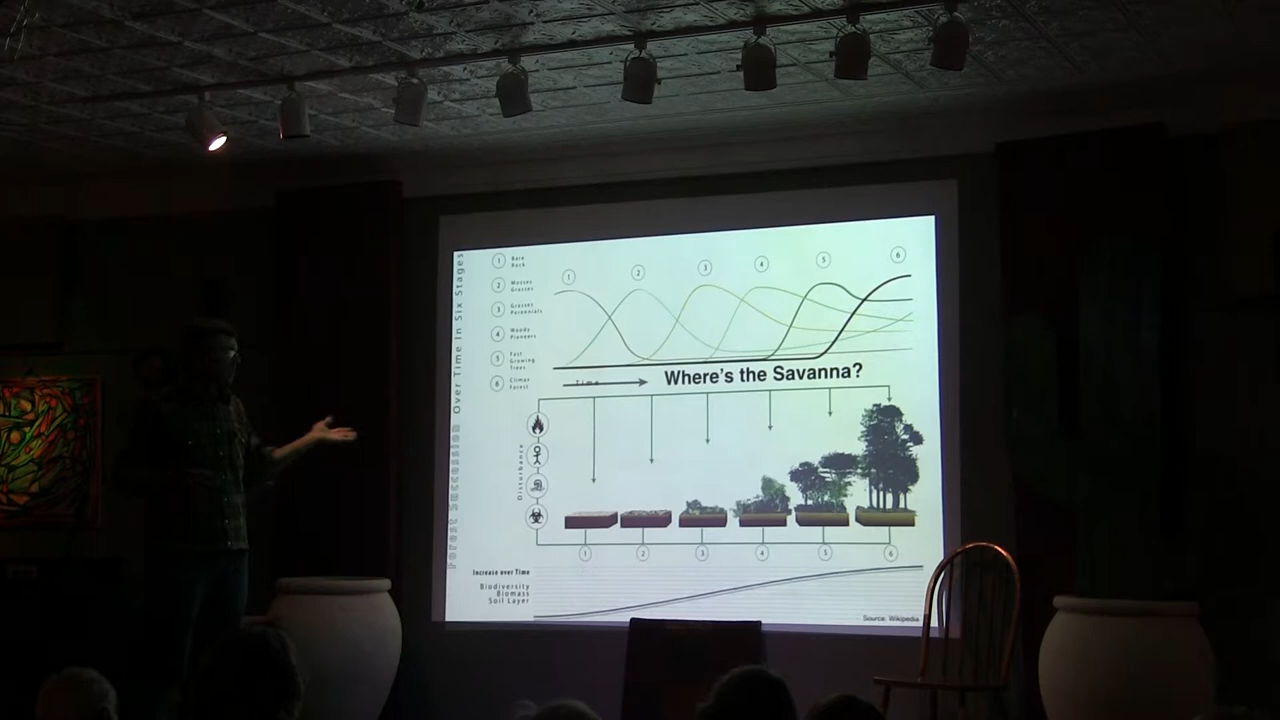 Forest Succession Over Time In Six Stages
1 Bare
Rock
2 Mosses
Grasses
3 Grasses
Perennials
4 Woody
Pioneers
5 Fast
Growing
Trees
6 Climax
Forest
1 2 3 4 5 6
Time
Where's the Savanna?
Disturbance
1 2 3 4 5 6
Increase over Time
Biodiversity
Biomass
Soil Layer
Source: Wikipedia